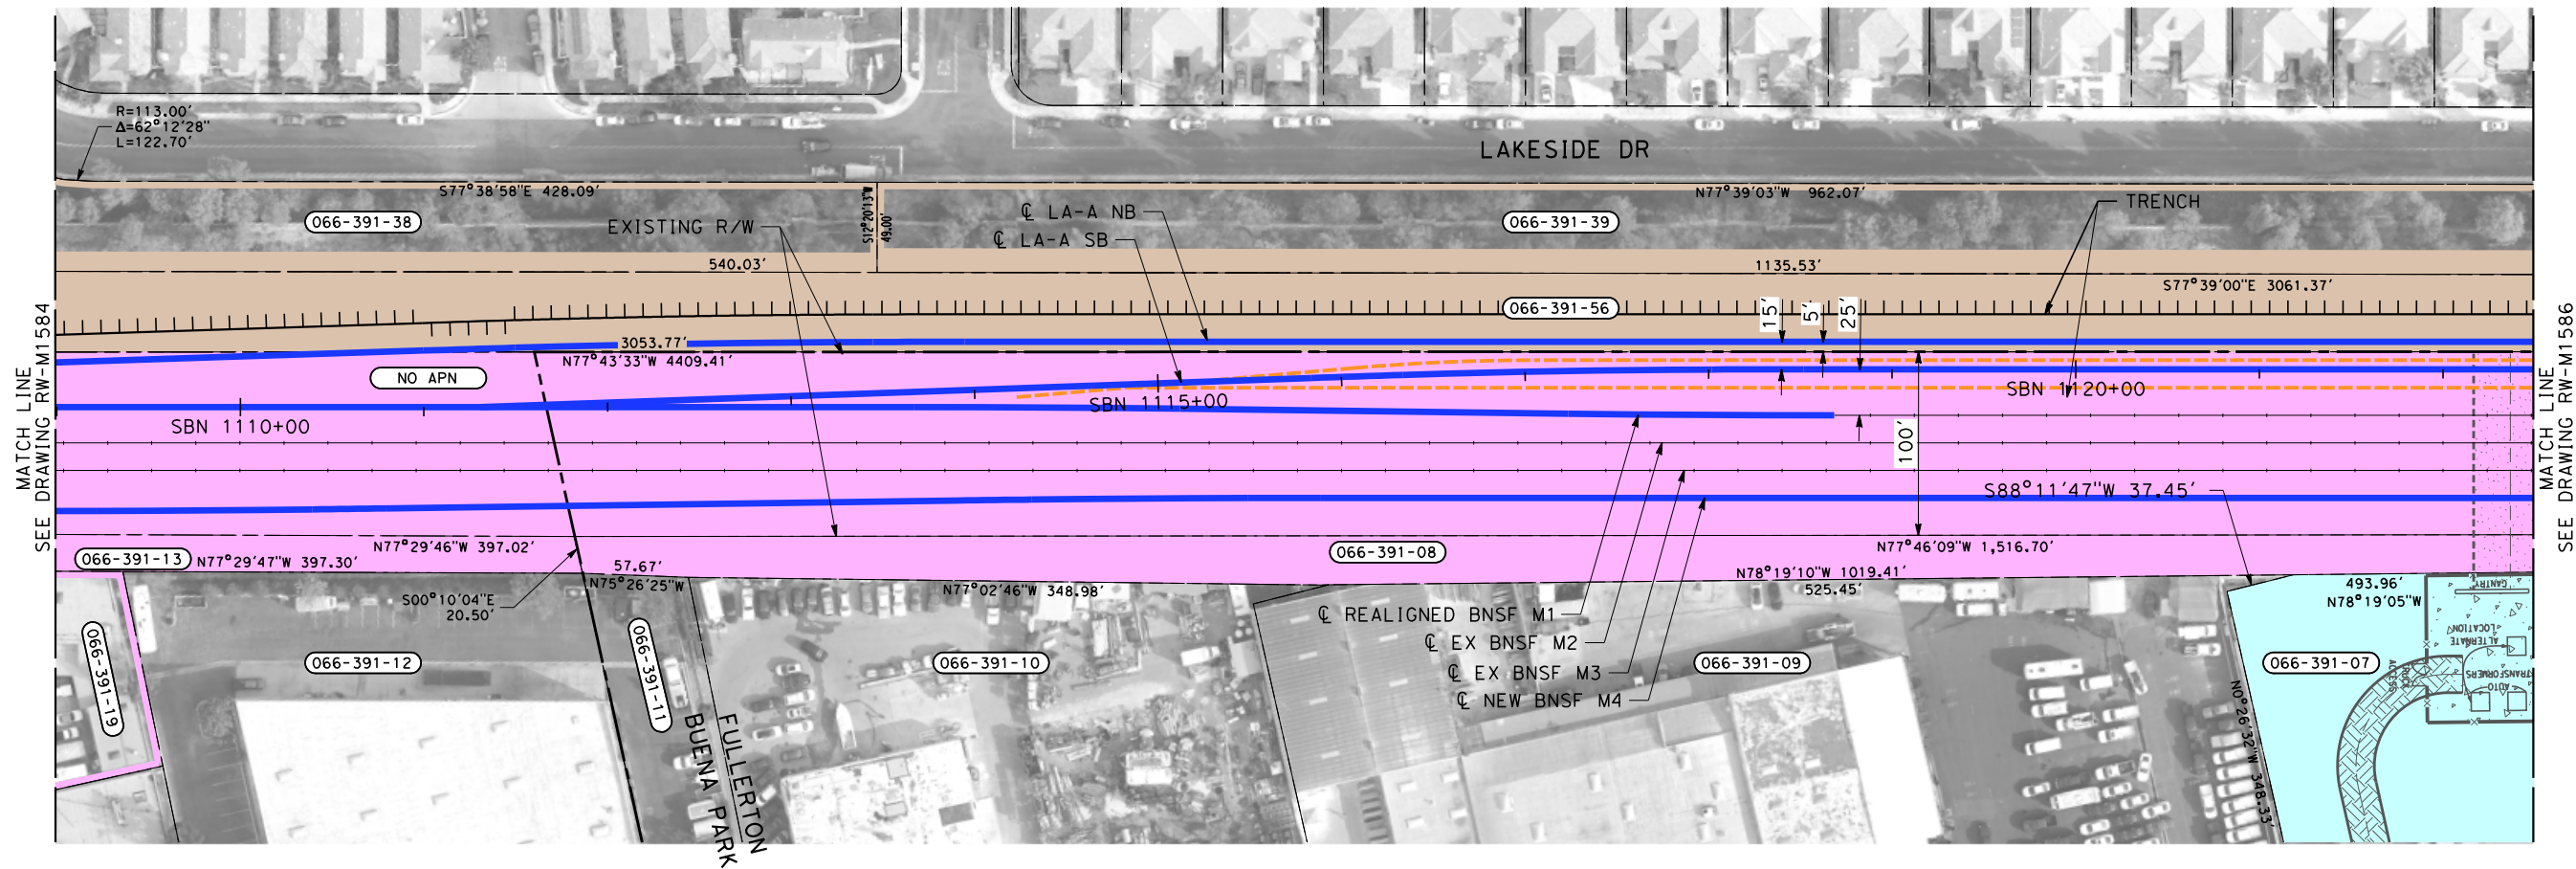 R=113.00'
Δ=62°12'28"
L=122.70'
LAKESIDE DR
S77°38'58"E 428.09'
N77°39'03"W 962.07'
066-391-38
EXISTING R/W
S12°20'13"W
49.00'
℄ LA-A NB
℄ LA-A SB
066-391-39
TRENCH
540.03'
1135.53'
S77°39'00"E 3061.37'
066-391-56
15'
5'
25'
3053.77'
N77°43'33"W 4409.41'
NO APN
SBN 1110+00
SBN 1115+00
SBN 1120+00
100'
MATCH LINE
SEE DRAWING RW-M1584
MATCH LINE
SEE DRAWING RW-M1586
S88°11'47"W 37.45'
066-391-13
N77°29'46"W 397.02'
N77°29'47"W 397.30'
066-391-08
N77°46'09"W 1,516.70'
57.67'
N75°26'25"W
N77°02'46"W 348.98'
N78°19'10"W 1019.41'
525.45'
493.96'
N78°19'05"W
S00°10'04"E
20.50'
℄ REALIGNED BNSF M1
℄ EX BNSF M2
℄ EX BNSF M3
℄ NEW BNSF M4
066-391-19
066-391-12
066-391-11
066-391-10
066-391-09
066-391-07
FULLERTON
BUENA PARK
N0°26'32"W 348.33'
GANTRY
ALTERNATE
LOCATION
AUTO
TRANSFORMERS
ACCESS